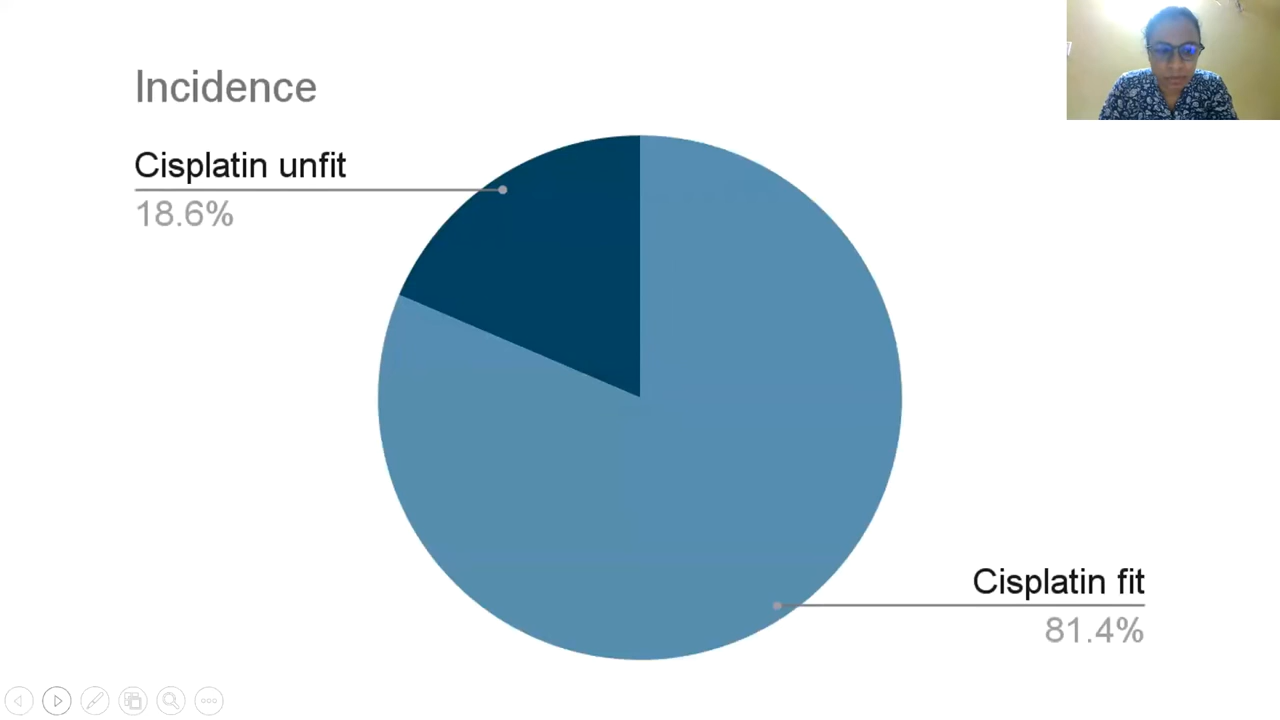 Incidence
Cisplatin unfit
18.6%
Cisplatin fit
81.4%